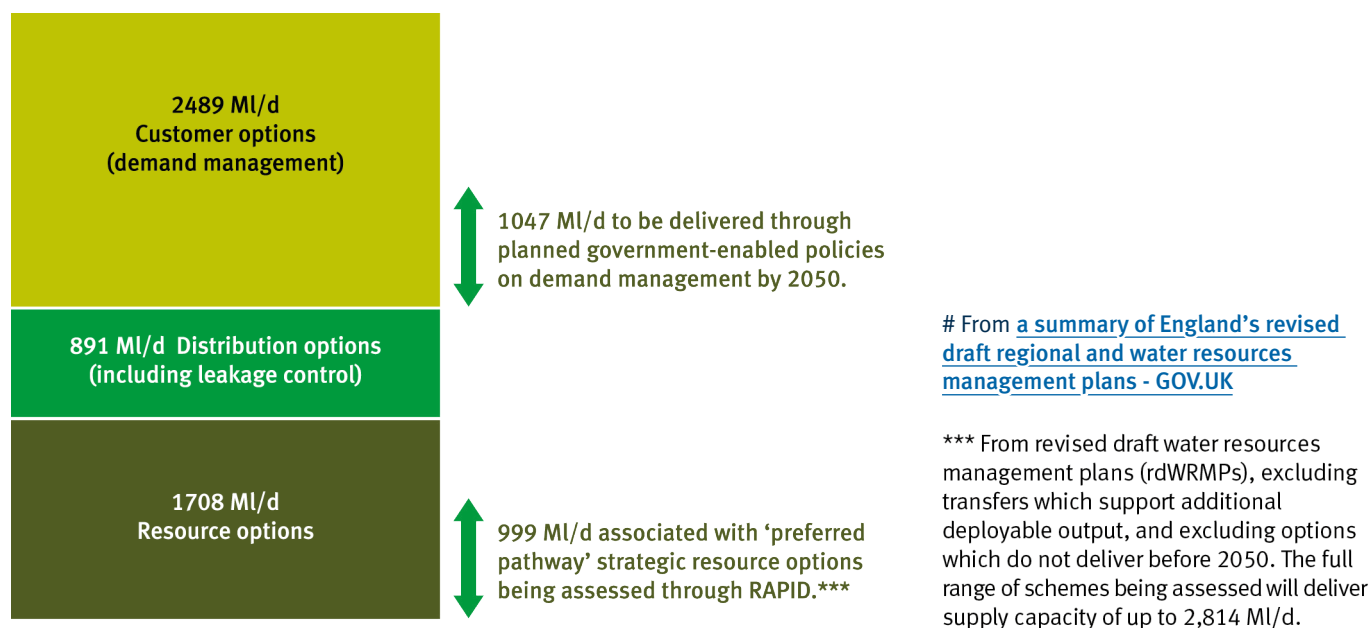 2489 Ml/d
Customer options
(demand management)
1047 Ml/d to be delivered through
planned government-enabled policies
on demand management by 2050.
891 Ml/d  Distribution options
(including leakage control)
1708 Ml/d
Resource options
999 Ml/d associated with ‘preferred
pathway’ strategic resource options
being assessed through RAPID.***
# From a summary of England’s revised
draft regional and water resources
management plans - GOV.UK
*** From revised draft water resources
management plans (rdWRMPs), excluding
transfers which support additional
deployable output, and excluding options
which do not deliver before 2050. The full
range of schemes being assessed will deliver
supply capacity of up to 2,814 Ml/d.